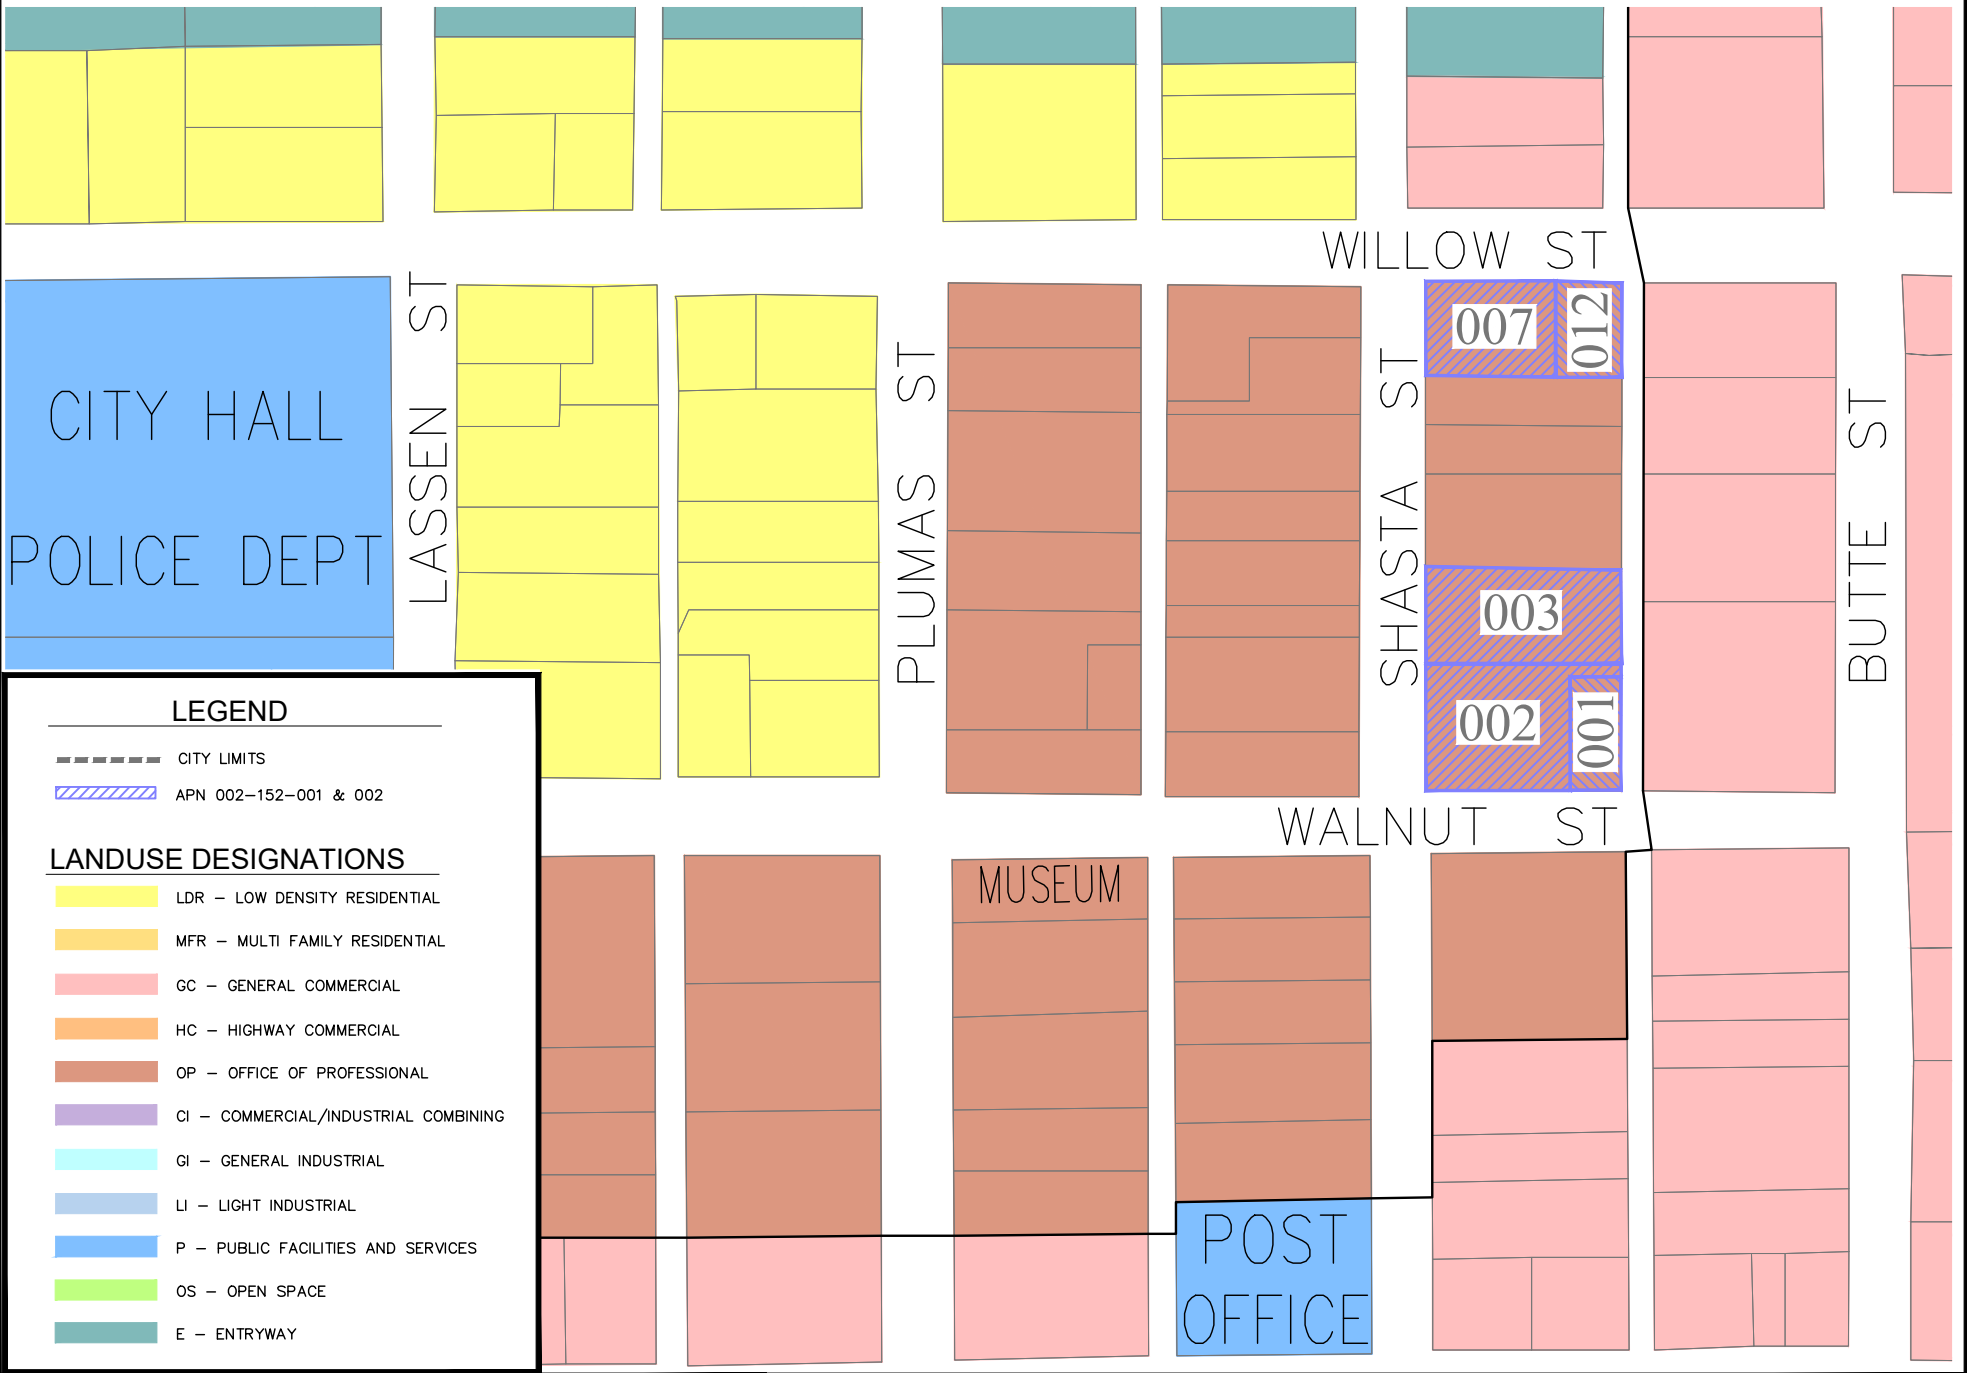 WILLOW ST
007
012
CITY HALL
POLICE DEPT
LASSEN ST
PLUMAS ST
SHASTA ST
BUTTE ST
003
002
001
WALNUT ST
MUSEUM
POST
OFFICE
LEGEND
CITY LIMITS
APN 002-152-001 & 002
LANDUSE DESIGNATIONS
LDR - LOW DENSITY RESIDENTIAL
MFR - MULTI FAMILY RESIDENTIAL
GC - GENERAL COMMERCIAL
HC - HIGHWAY COMMERCIAL
OP - OFFICE OF PROFESSIONAL
CI - COMMERCIAL/INDUSTRIAL COMBINING
GI - GENERAL INDUSTRIAL
LI - LIGHT INDUSTRIAL
P - PUBLIC FACILITIES AND SERVICES
OS - OPEN SPACE
E - ENTRYWAY